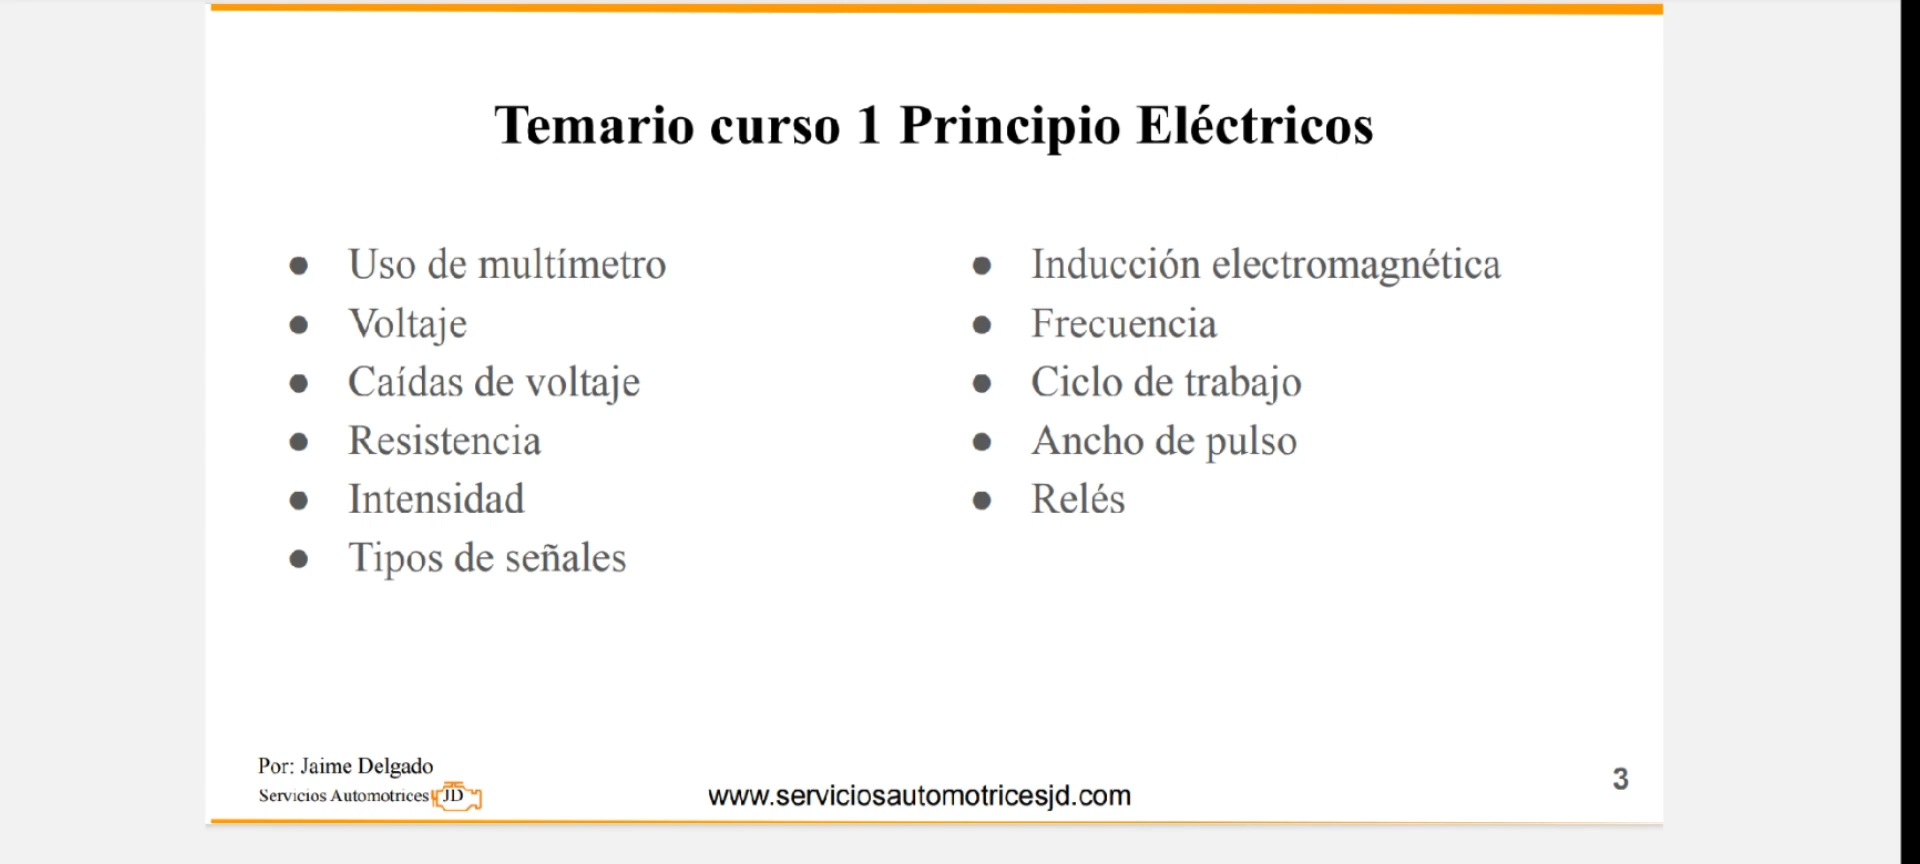 Temario curso 1 Principio Eléctricos
● Uso de multímetro
● Voltaje
● Caídas de voltaje
● Resistencia
● Intensidad
● Tipos de señales
● Inducción electromagnética
● Frecuencia
● Ciclo de trabajo
● Ancho de pulso
● Relés
Por: Jaime Delgado
Servicios Automotrices JD
www.serviciosautomotricesjd.com
3